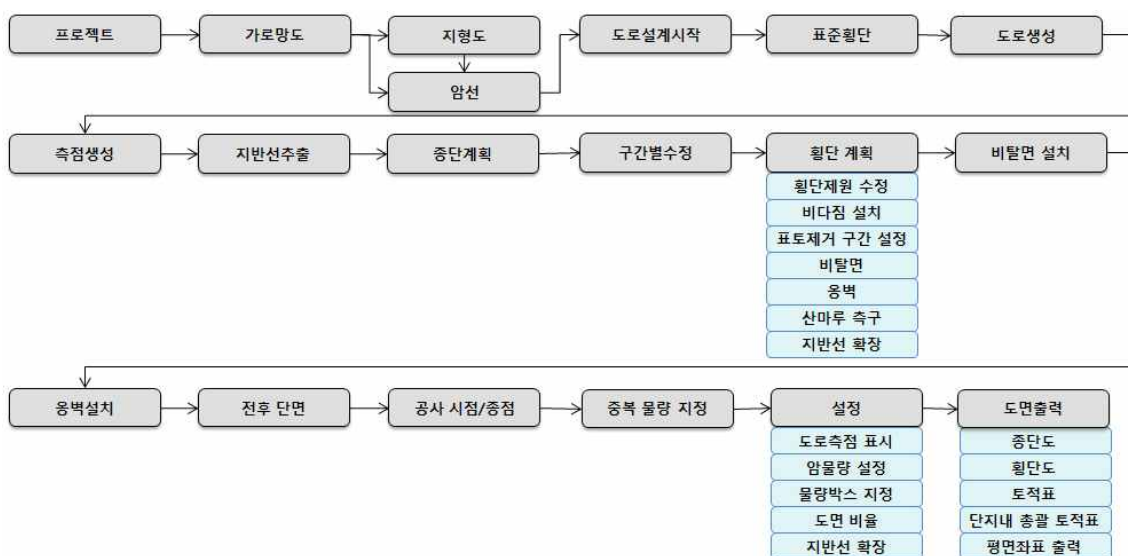 프로젝트
가로망도
지형도
암선
도로설계시작
표준횡단
도로생성
측점생성
지반선추출
종단계획
구간별수정
횡단 계획
횡단제원 수정
비다짐 설치
표토제거 구간 설정
비탈면
옹벽
산마루 측구
지반선 확장
비탈면 설치
옹벽설치
전후 단면
공사 시점/종점
중복 물량 지정
설정
도로측점 표시
암물량 설정
물량박스 지정
도면 비율
지반선 확장
도면출력
종단도
횡단도
토적표
단지내 총괄 토적표
평면좌표 출력